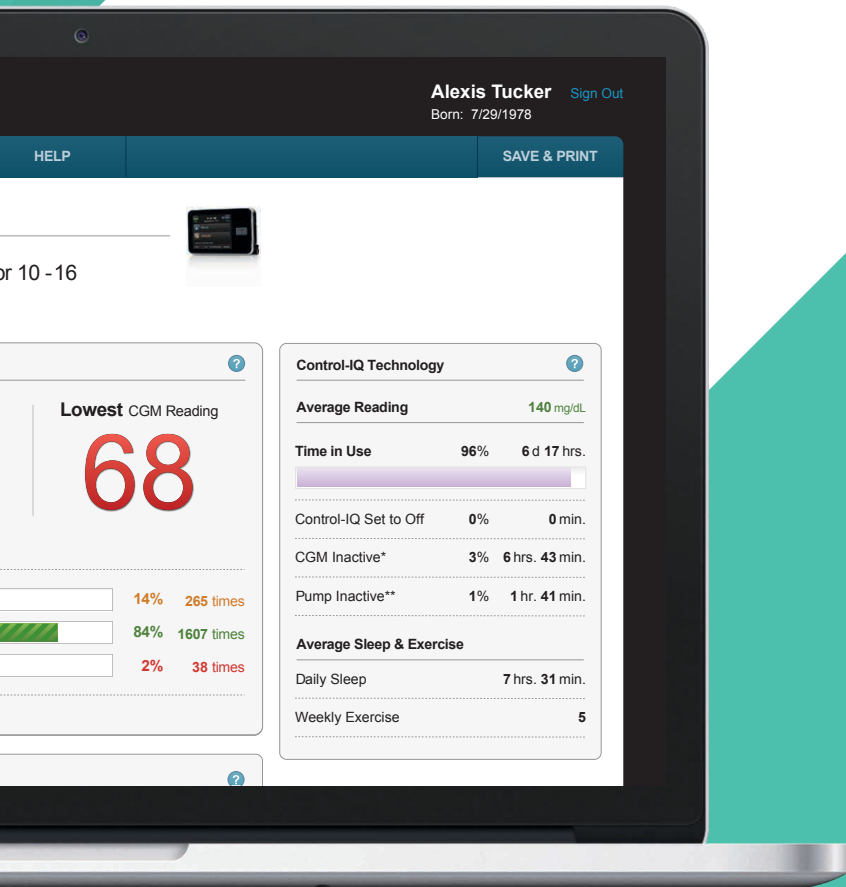 Alexis Tucker Sign Out
Born: 7/29/1978
HELP SAVE & PRINT
or 10 - 16
?
Lowest CGM Reading
68
14% 265 times
84% 1607 times
2% 38 times
?
Control-IQ Technology ?
Average Reading 140 mg/dL
Time in Use 96% 6 d 17 hrs.
Control-IQ Set to Off 0% 0 min.
CGM Inactive* 3% 6 hrs. 43 min.
Pump Inactive** 1% 1 hr. 41 min.
Average Sleep & Exercise
Daily Sleep 7 hrs. 31 min.
Weekly Exercise 5